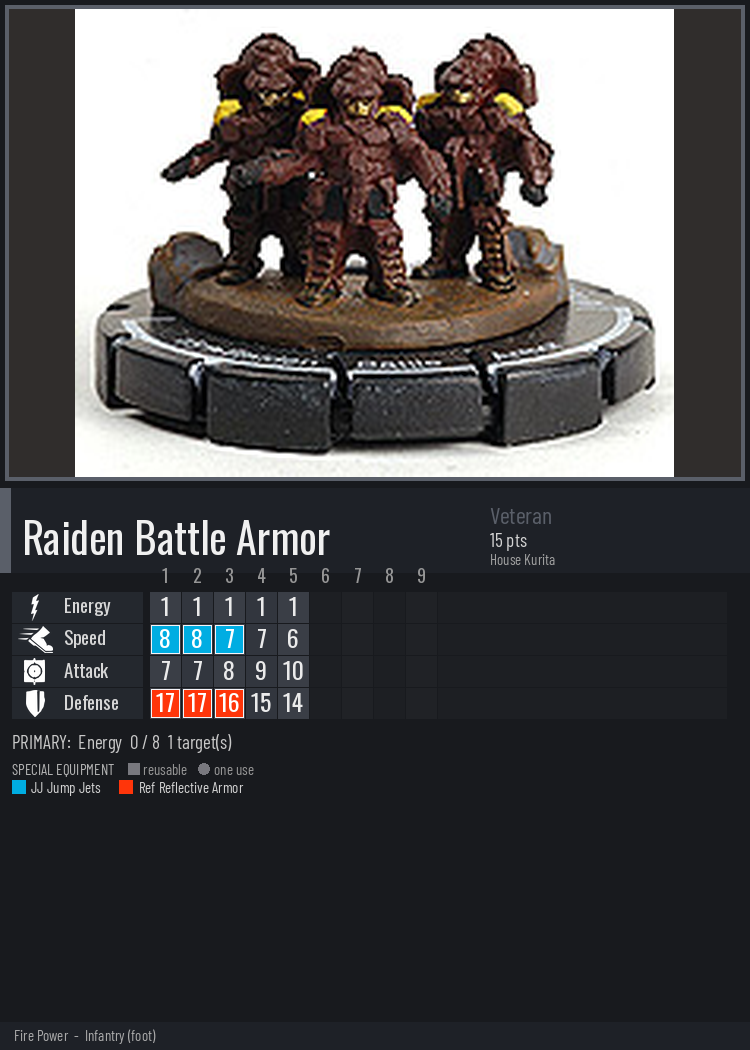 Raiden Battle Armor
Veteran
15 pts
House Kurita
1 2 3 4 5 6 7 8 9
Energy 1 1 1 1 1
Speed 8 8 7 7 6
Attack 7 7 8 9 10
Defense 17 17 16 15 14
PRIMARY: Energy 0 / 8 1 target(s)
SPECIAL EQUIPMENT reusable one use
JJ Jump Jets Ref Reflective Armor
Fire Power - Infantry (foot)